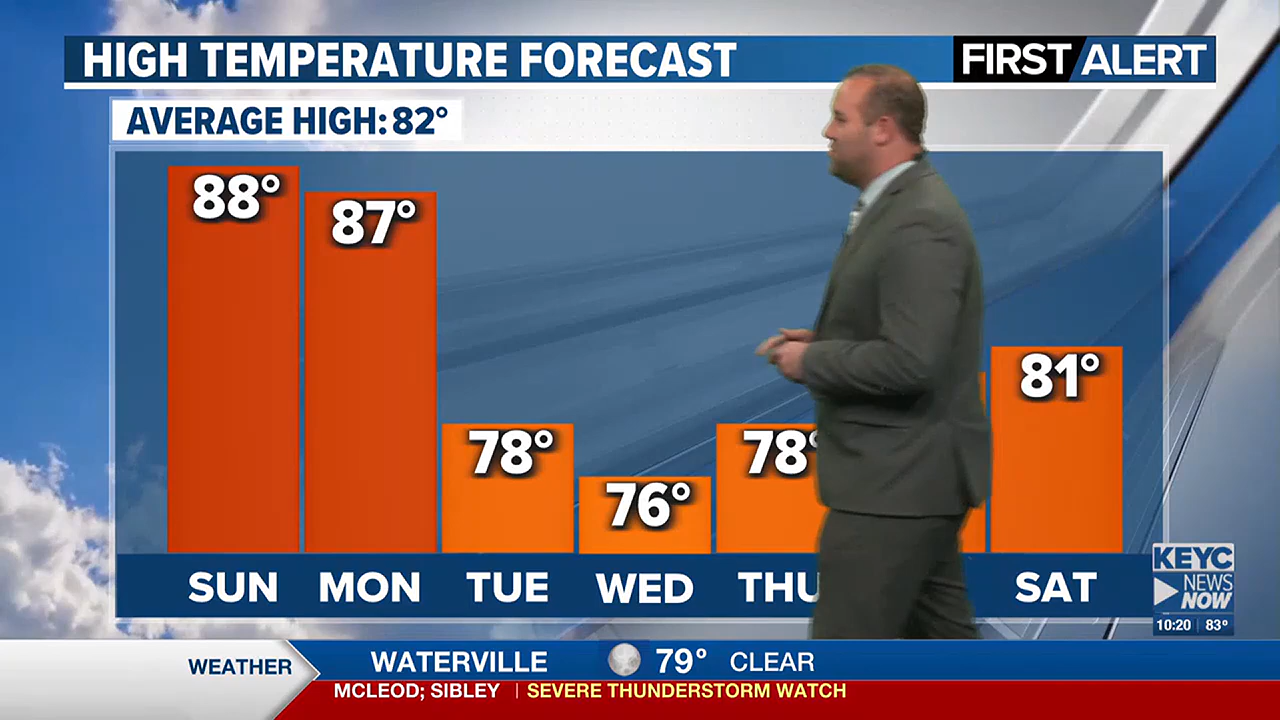 HIGH TEMPERATURE FORECAST
FIRST ALERT
AVERAGE HIGH: 82°
88° 87° 78° 76° 78° 81°
SUN MON TUE WED THU SAT
KEYC
NEWS
NOW
10:20 83°
WEATHER WATERVILLE 79° CLEAR
MCLEOD; SIBLEY SEVERE THUNDERSTORM WATCH